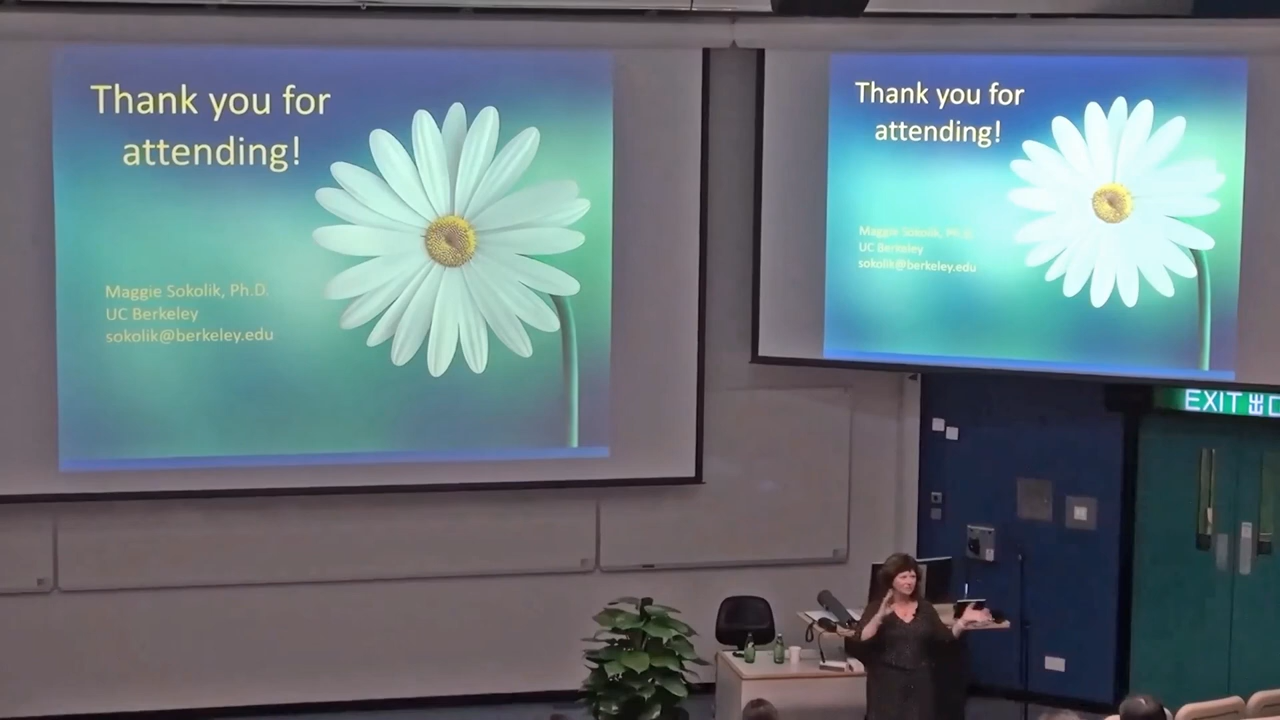 Thank you for
attending!
Maggie Sokolik, Ph.D.
UC Berkeley
sokolik@berkeley.edu
Thank you for
attending!
Maggie Sokolik, Ph.D.
UC Berkeley
sokolik@berkeley.edu
EXIT 出